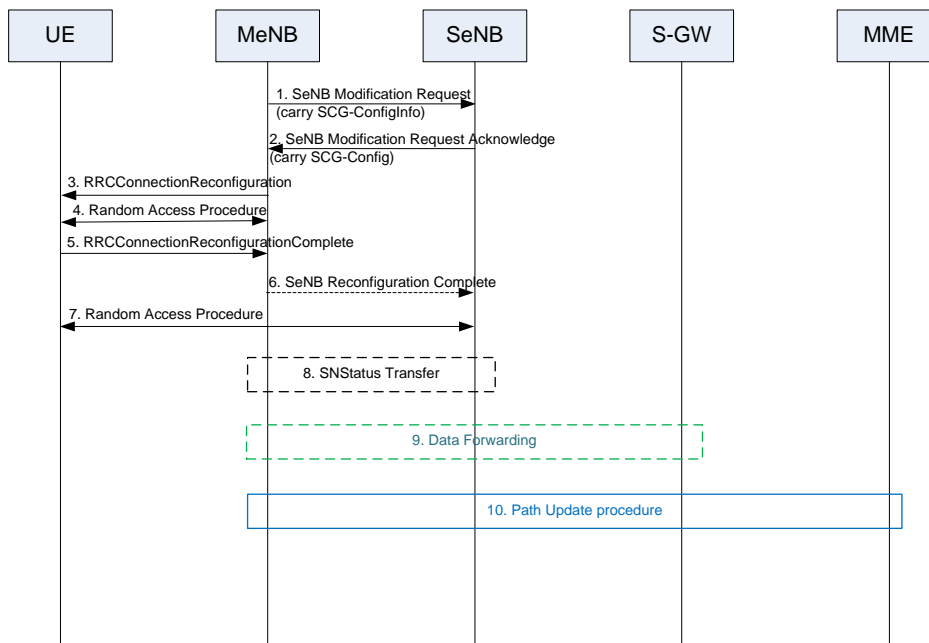 UE
MeNB
SeNB
S-GW
MME
1. SeNB Modification Request
(carry SCG-ConfigInfo)
2. SeNB Modification Request Acknowledge
(carry SCG-Config)
3. RRCConnectionReconfiguration
4. Random Access Procedure
5. RRCConnectionReconfigurationComplete
6. SeNB Reconfiguration Complete
7. Random Access Procedure
8. SNStatus Transfer
9. Data Forwarding
10. Path Update procedure